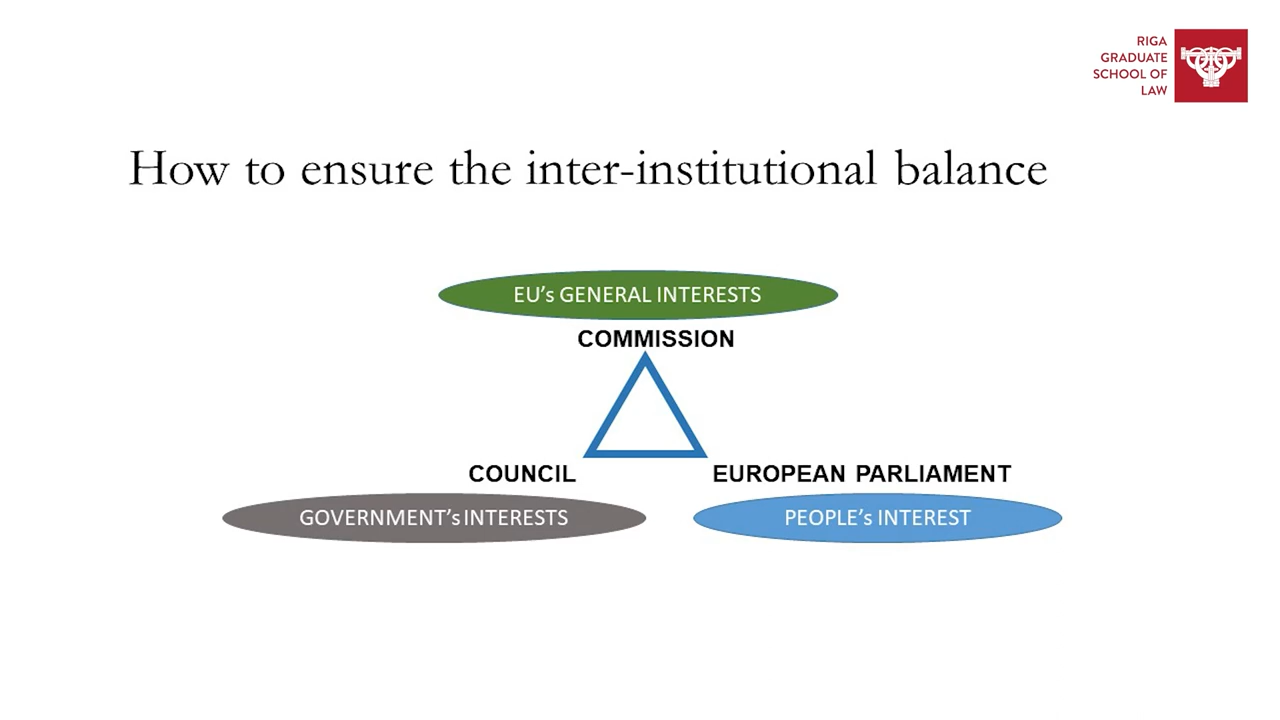 RIGA
GRADUATE
SCHOOL OF
LAW
How to ensure the inter-institutional balance
EU’s GENERAL INTERESTS
COMMISSION
COUNCIL
EUROPEAN PARLIAMENT
GOVERNMENT’s INTERESTS
PEOPLE’s INTEREST